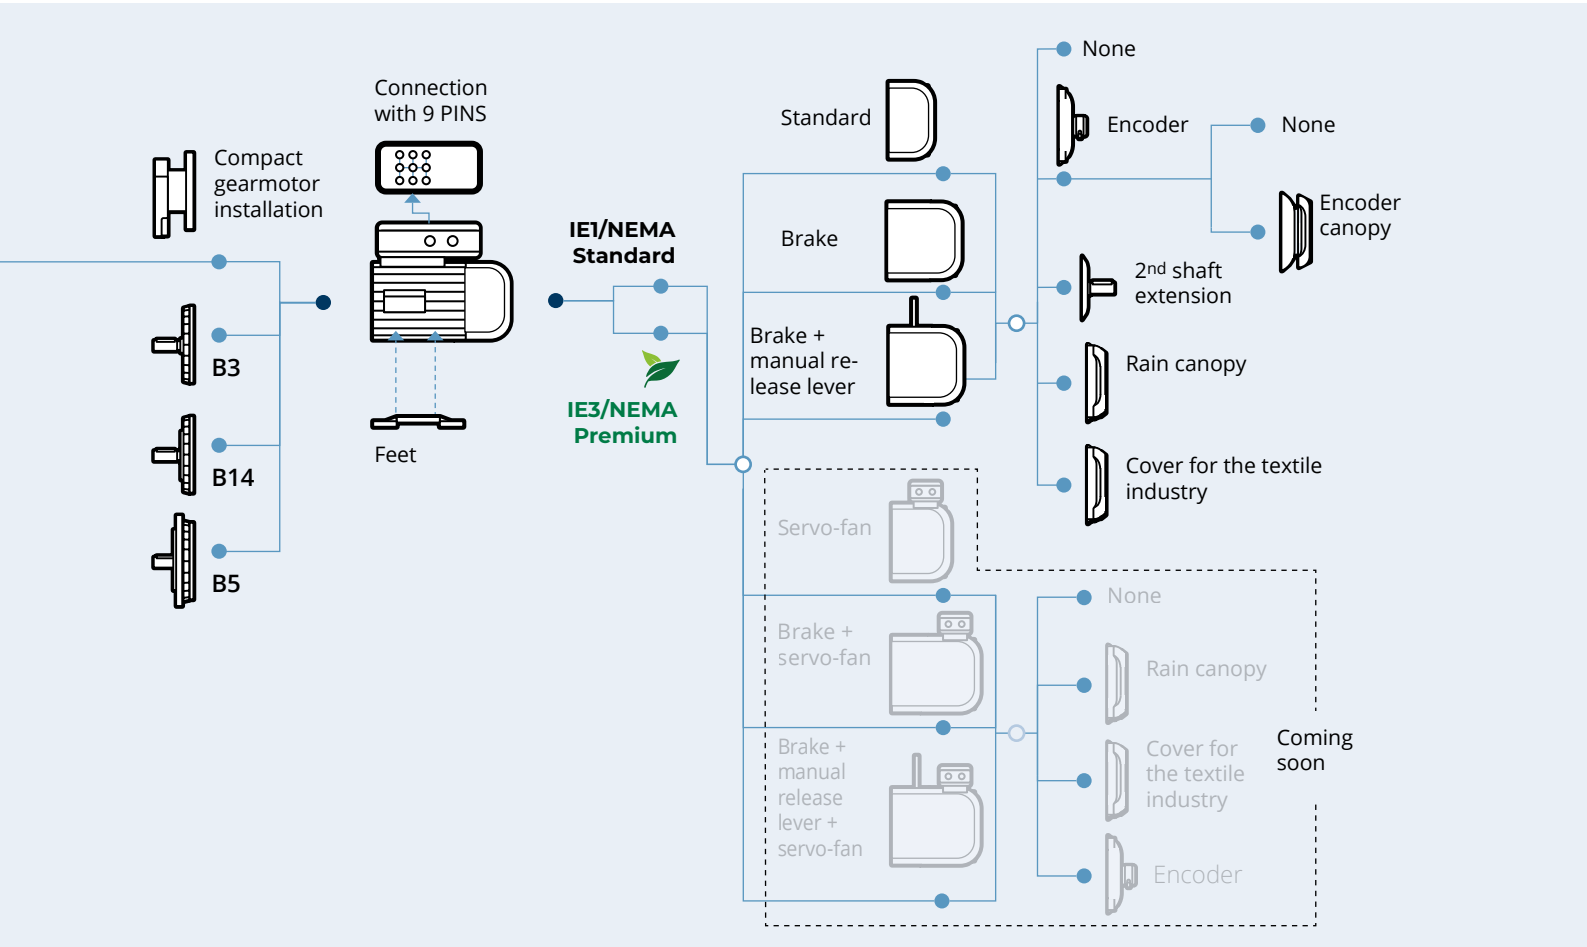 Connection
with 9 PINS
Compact
gearmotor
installation
B3
B14
B5
Feet
IE1/NEMA
Standard
IE3/NEMA
Premium
Standard
Brake
Brake +
manual re-
lease lever
None
Encoder
None
Encoder
canopy
2nd shaft
extension
Rain canopy
Cover for the textile
industry
Servo-fan
Brake +
servo-fan
Brake +
manual
release
lever +
servo-fan
None
Rain canopy
Cover for
the textile
industry
Encoder
Coming
soon